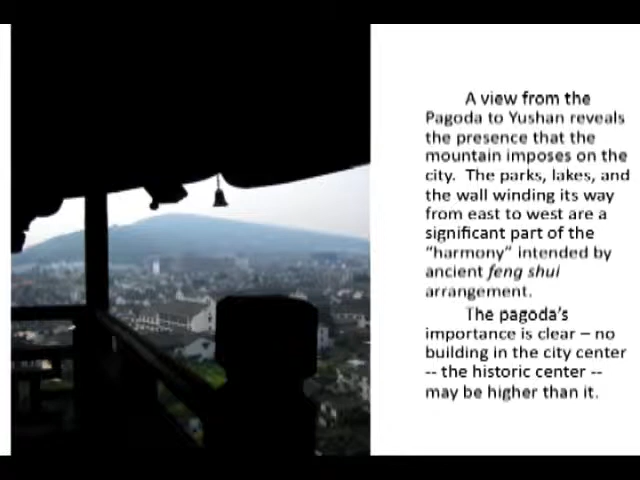 A view from the
Pagoda to Yushan reveals
the presence that the
mountain imposes on the
city.  The parks, lakes, and
the wall winding its way
from east to west are a
significant part of the
“harmony” intended by
ancient feng shui
arrangement.
The pagoda’s
importance is clear – no
building in the city center
-- the historic center --
may be higher than it.